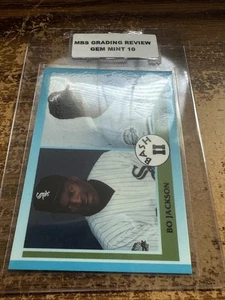 MBS GRADING REVIEW
GEM MINT 10
BASH
II
BO JACKSON